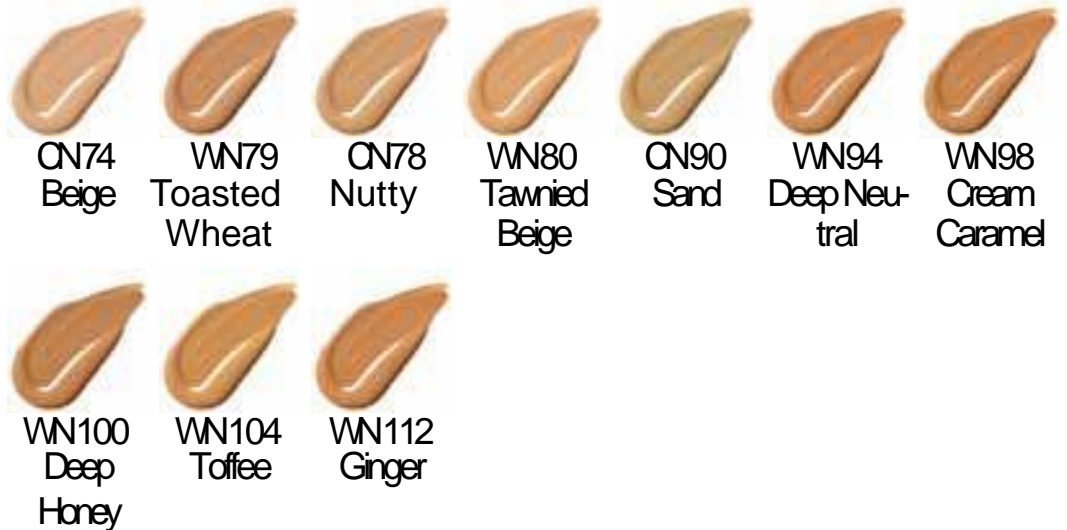 CN74
Beige
WN79
Toasted
Wheat
CN78
Nutty
WN80
Tawnied
Beige
CN90
Sand
WN94
Deep Neu-
tral
WN98
Cream
Caramel
WN100
Deep
Honey
WN104
Toffee
WN112
Ginger